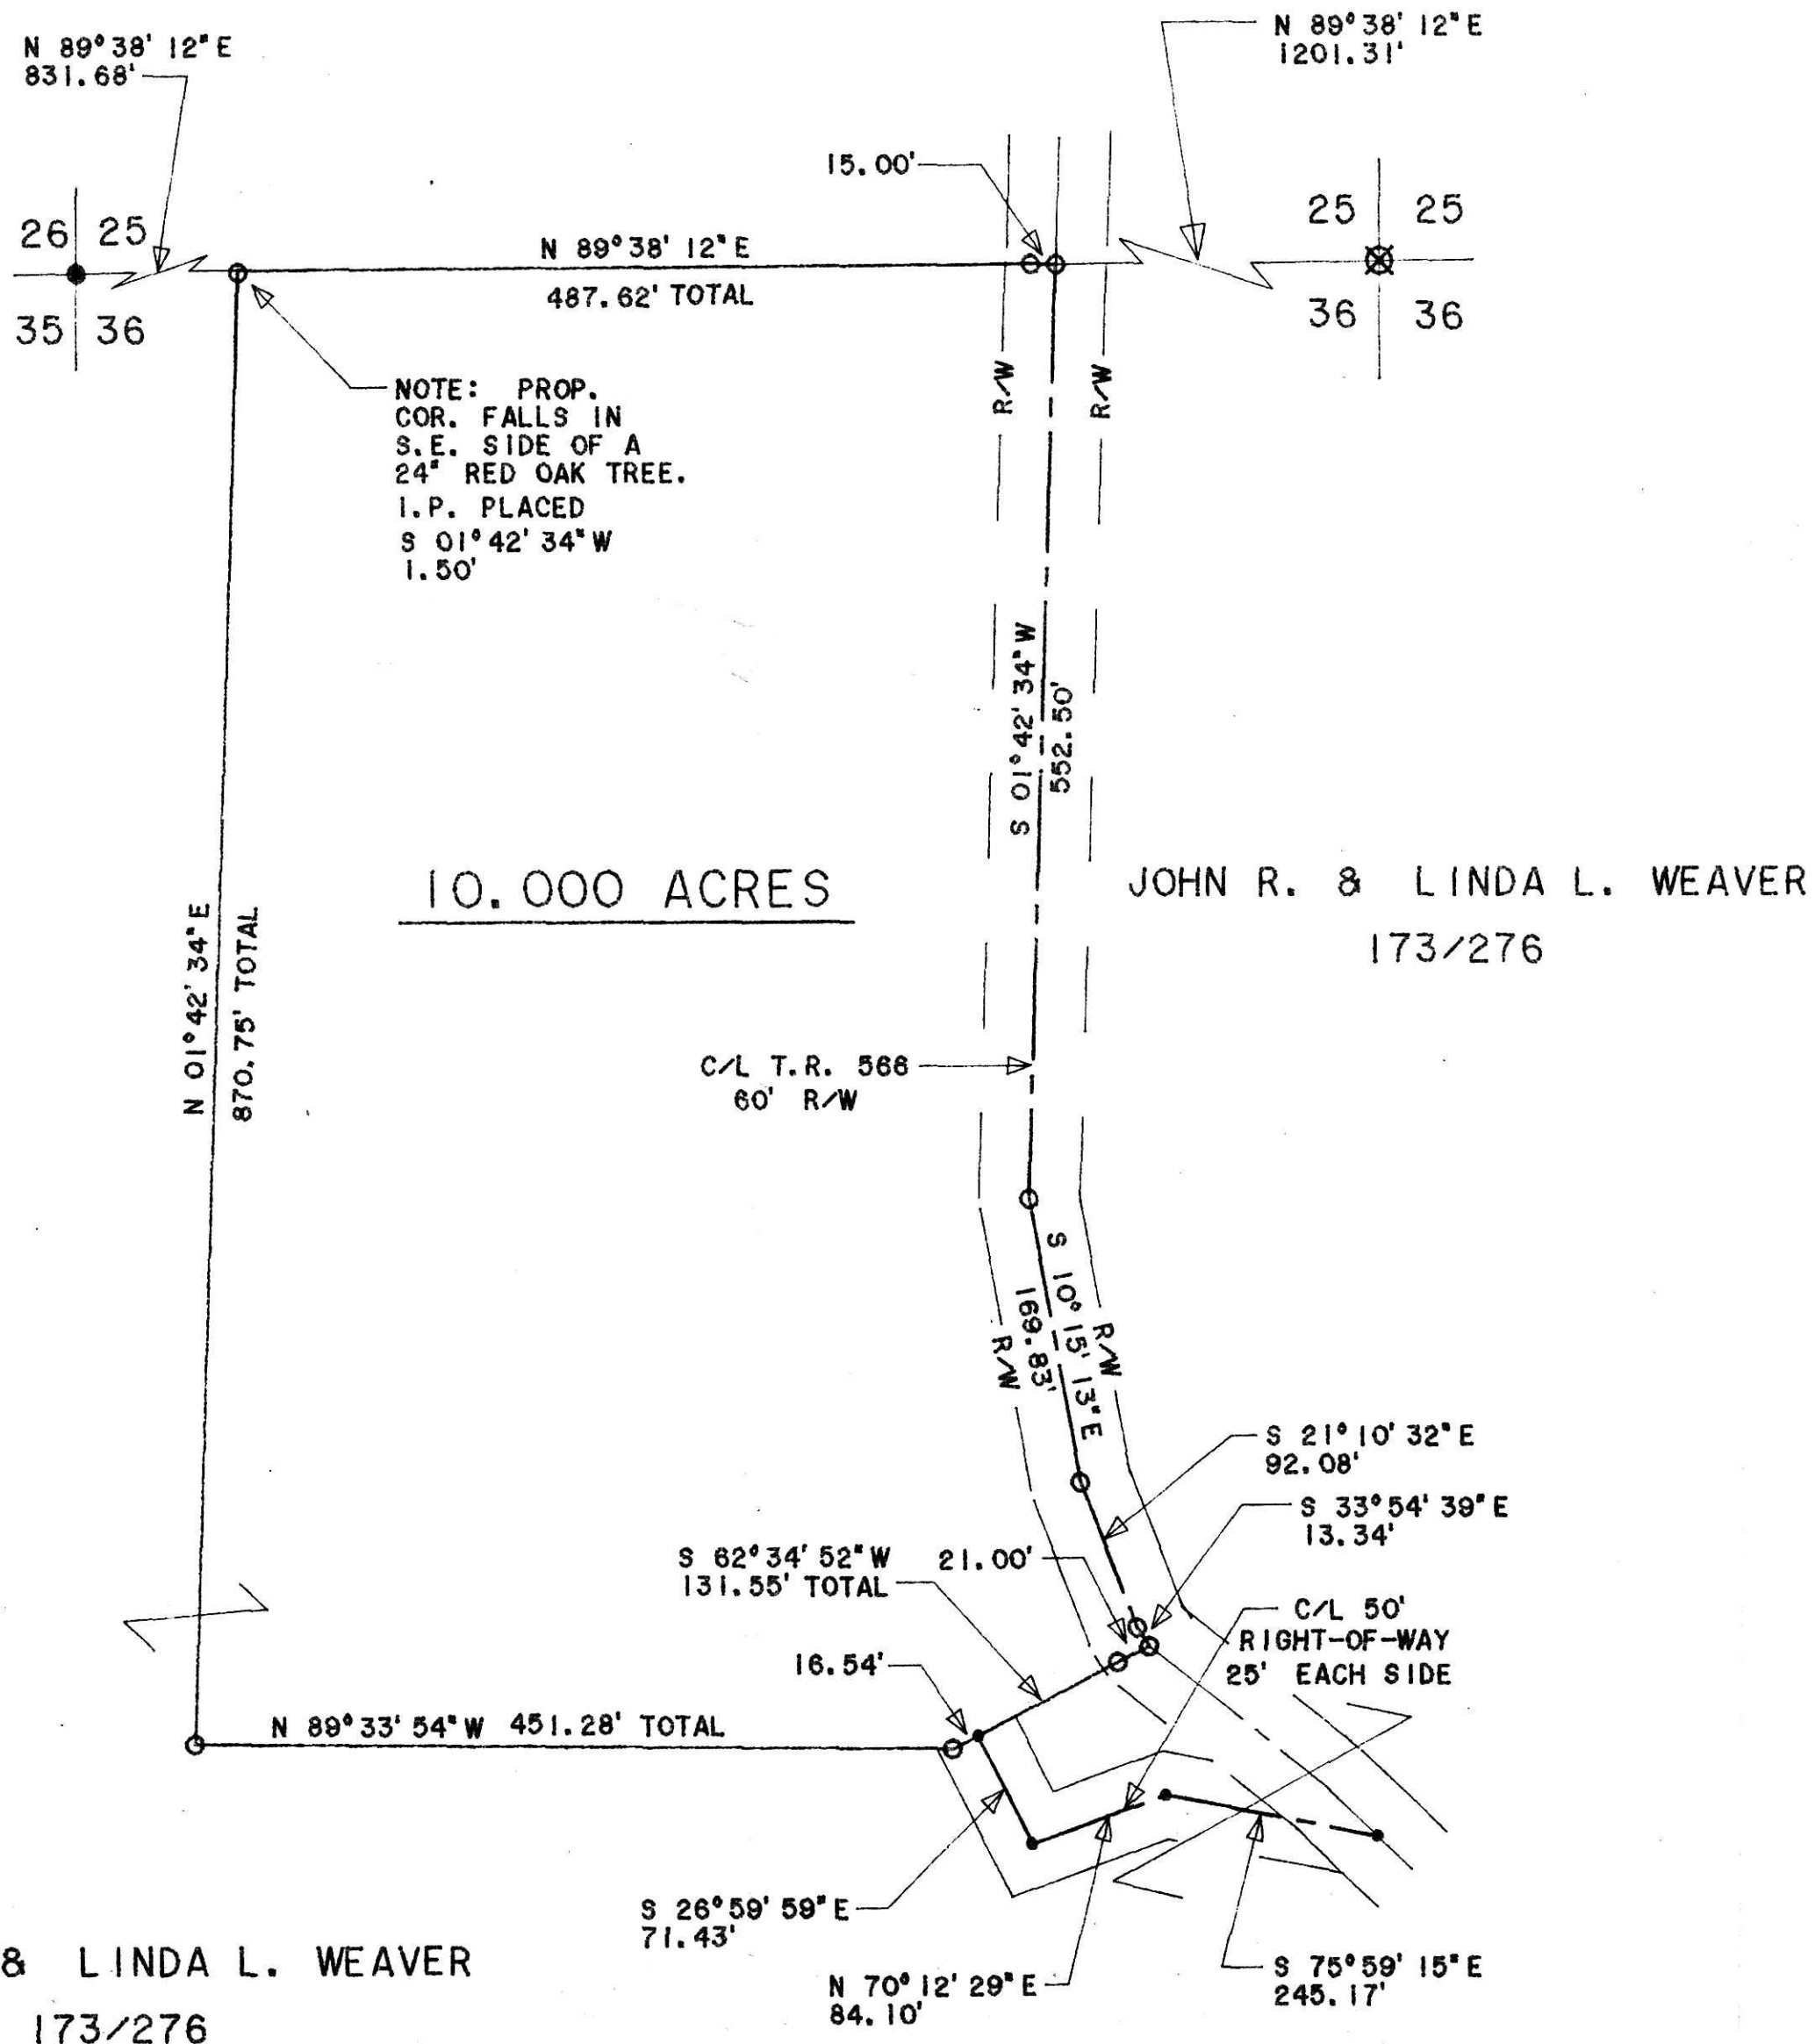 N 89°38' 12" E
831.68'
N 89°38' 12" E
1201.31'
15.00'
26 25
35 36
25 25
36 36
N 89°38' 12" E
487.62' TOTAL
NOTE: PROP.
COR. FALLS IN
S.E. SIDE OF A
24" RED OAK TREE.
I.P. PLACED
S 01°42' 34" W
1.50'
R/W
R/W
S 01°42' 34" W
552.50'
10.000 ACRES
JOHN R. & LINDA L. WEAVER
173/276
N 01°42' 34" E
870.75' TOTAL
C/L T.R. 566
60' R/W
S 10°15' 13" E
169.83'
R/W
R/W
S 21°10' 32" E
92.08'
S 33°54' 39" E
13.34'
S 62°34' 52" W
131.55' TOTAL
21.00'
C/L 50'
RIGHT-OF-WAY
25' EACH SIDE
16.54'
N 89°33' 54" W 451.28' TOTAL
S 26°59' 59" E
71.43'
N 70°12' 29" E
84.10'
S 75°59' 15" E
245.17'
& LINDA L. WEAVER
173/276